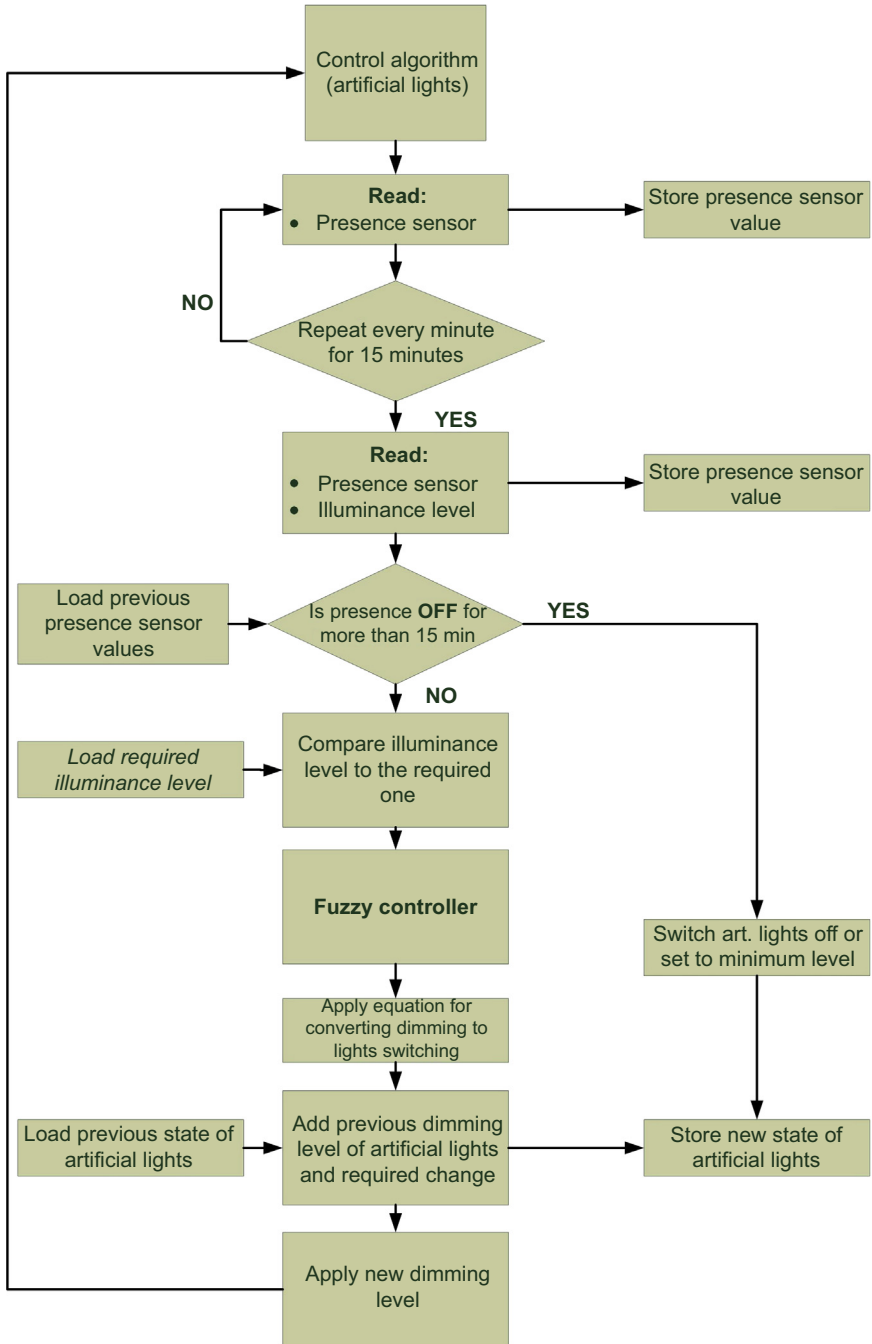 Control algorithm
(artificial lights)
Read:
• Presence sensor
Store presence sensor
value
NO
Repeat every minute
for 15 minutes
YES
Read:
• Presence sensor
• Illuminance level
Store presence sensor
value
Load previous
presence sensor
values
Is presence OFF for
more than 15 min
YES
NO
Load required
illuminance level
Compare illuminance
level to the required
one
Fuzzy controller
Switch art. lights off or
set to minimum level
Apply equation for
converting dimming to
lights switching
Load previous state of
artificial lights
Add previous dimming
level of artificial lights
and required change
Store new state of
artificial lights
Apply new dimming
level